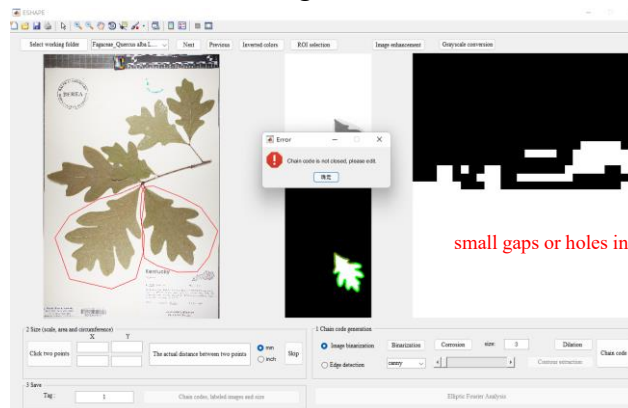 ESHAPE
Select working folder
Fagaceae_Quercus alba L...
Next
Previous
Inverted colors
ROI selection
Image enhancement
Grayscale conversion
BOREA
Error
Chain code is not closed, please edit.
确定
small gaps or holes in
Kentucky
2 Size (scale, area and circumference)
X Y
Click two points
The actual distance between two points
mm
inch
Skip
1 Chain code generation
Image binarization
Binarization
Corrosion
size
3
Dilation
Edge detection
canny
Contour extraction
Chain code
3 Save
Tag:
1
Chain codes, labeled images and size
Elliptic Fourier Analysis